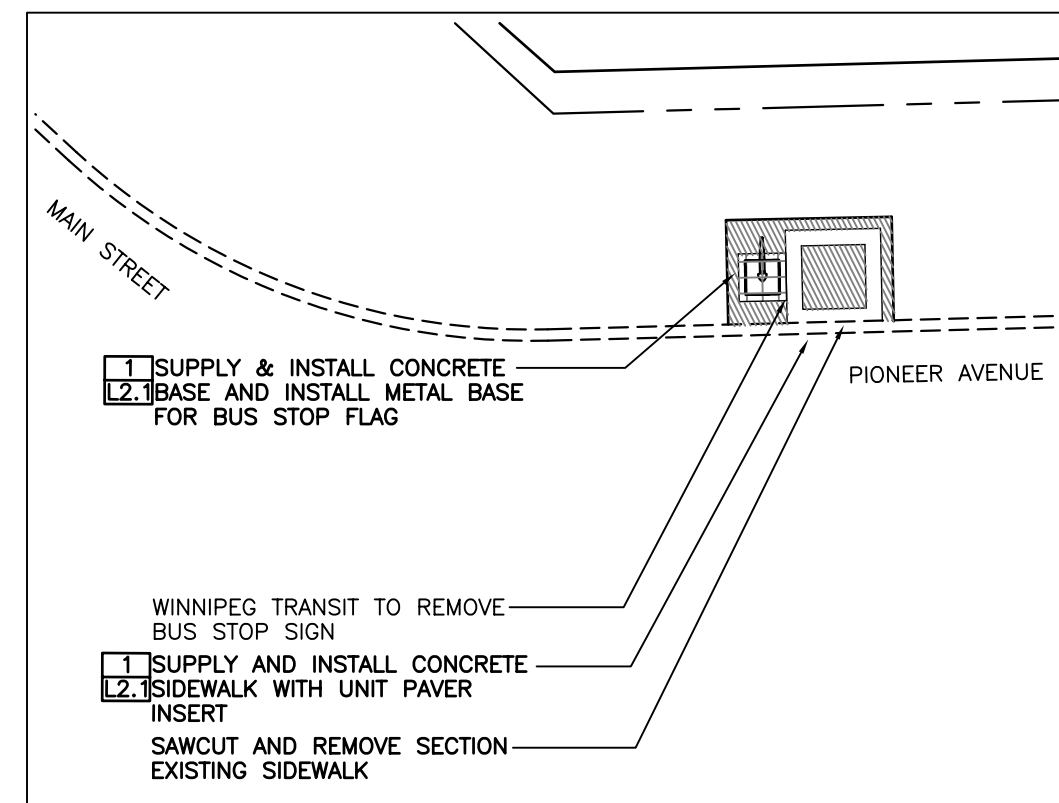 MAIN STREET
PIONEER AVENUE
1 SUPPLY & INSTALL CONCRETE
L2.1 BASE AND INSTALL METAL BASE
FOR BUS STOP FLAG
WINNIPEG TRANSIT TO REMOVE
BUS STOP SIGN
1 SUPPLY AND INSTALL CONCRETE
L2.1 SIDEWALK WITH UNIT PAVER
INSERT
SAWCUT AND REMOVE SECTION
EXISTING SIDEWALK